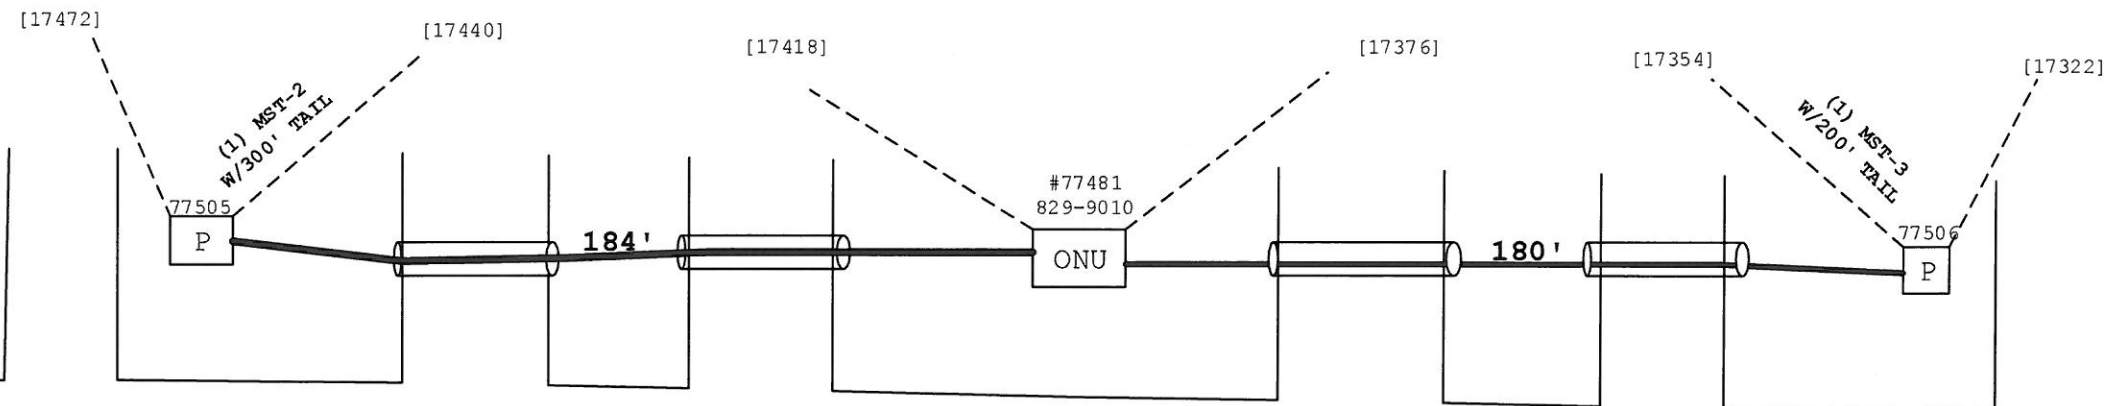 [17472]
[17440]
[17418]
[17376]
[17354]
[17322]
(1) MST-2
W/300' TAIL
(1) MST-3
W/200' TAIL
77505
P
184'
#77481
829-9010
ONU
180'
77506
P